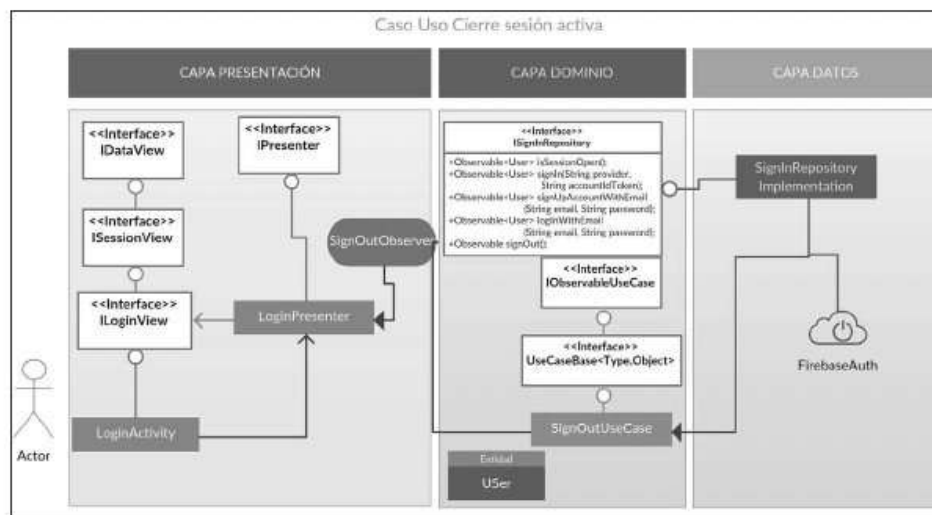 Caso Uso Cierre sesión activa
CAPA PRESENTACIÓN
CAPA DOMINIO
CAPA DATOS
<<Interface>>
IDataView
<<Interface>>
IPresenter
<<Interface>>
ISessionView
<<Interface>>
ILoginView
LoginPresenter
SignOutObserver
LoginActivity
Actor
<<Interface>>
ISignInRepository
+Observable<User> isSessionOpen();
+Observable<User> signIn(String provider,
String accountIdToken);
+Observable<User> signUpAccountWithEmail
(String email, String password);
+Observable<User> loginWithEmail
(String email, String password);
+Observable signOut();
<<Interface>>
IObservableUseCase
<<Interface>>
UseCaseBase<Type,Object>
SignOutUseCase
Entidad
USer
SignInRepository
Implementation
FirebaseAuth